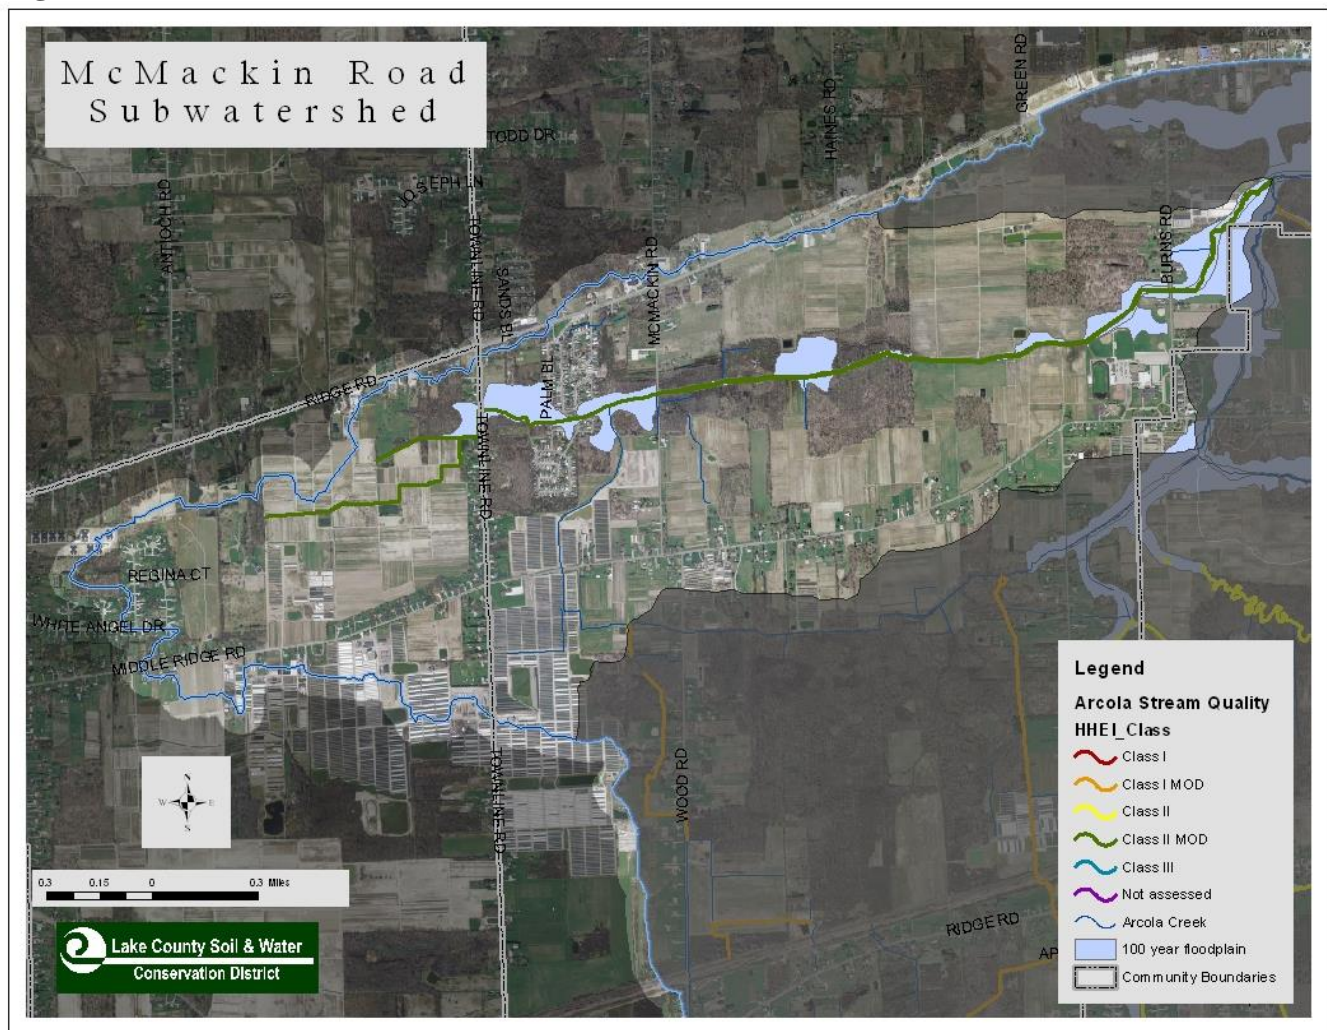 McMackin Road
Subwatershed
GREEN RD
HAINES RD
TODD DR
JOSEPH LN
ANTIOCH RD
TOWNLINE RD
SANDS BL
MCMACKIN RD
BURNS RD
RIDGE RD
PALM BL
TOWNLINE RD
REGINA CT
WHITE ANGEL DR
MIDDLE RIDGE RD
WOOD RD
TOWNLINE RD
RIDGE RD
AP
N
W E
S
0.3 0.15 0 0.3 Miles
Lake County Soil & Water
Conservation District
Legend
Arcola Stream Quality
HHEI_Class
Class I
Class I MOD
Class II
Class II MOD
Class III
Not assessed
Arcola Creek
100 year floodplain
Community Boundaries